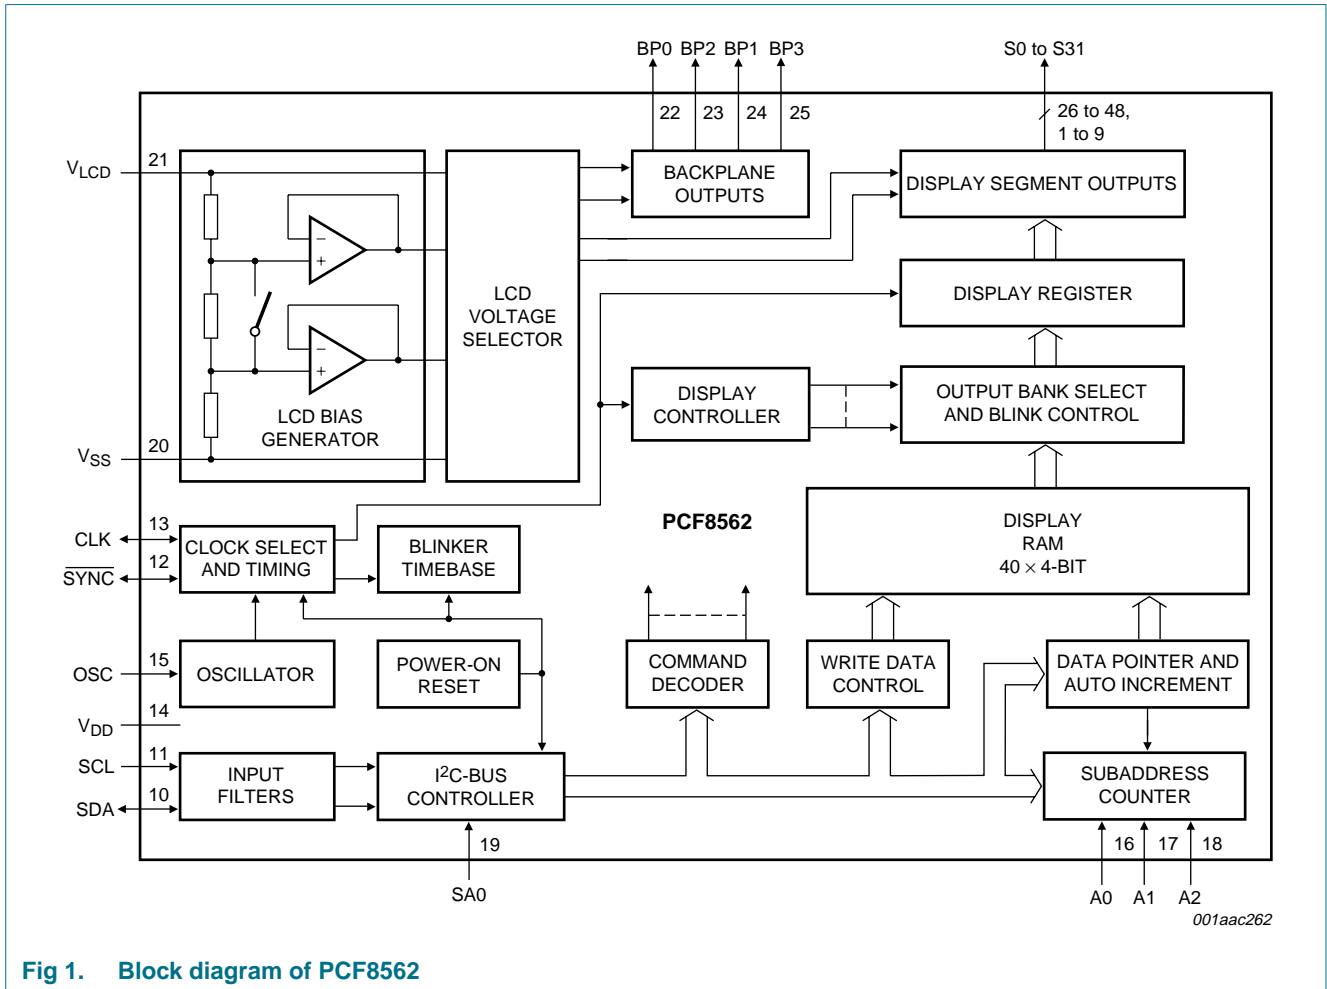 BP0 BP2 BP1 BP3
S0 to S31
22 23 24 25
26 to 48,
1 to 9
VLCD
21
BACKPLANE
OUTPUTS
DISPLAY SEGMENT OUTPUTS
−
+
LCD
VOLTAGE
SELECTOR
DISPLAY REGISTER
−
+
LCD BIAS
GENERATOR
DISPLAY
CONTROLLER
OUTPUT BANK SELECT
AND BLINK CONTROL
VSS
20
PCF8562
DISPLAY
RAM
40 × 4-BIT
CLK
13
SYNC
12
CLOCK SELECT
AND TIMING
BLINKER
TIMEBASE
OSC
15
OSCILLATOR
POWER-ON
RESET
COMMAND
DECODER
WRITE DATA
CONTROL
DATA POINTER AND
AUTO INCREMENT
VDD
14
SCL
11
SDA
10
INPUT
FILTERS
I2C-BUS
CONTROLLER
SUBADDRESS
COUNTER
19
16 17 18
SA0
A0 A1 A2
001aac262
Fig 1. Block diagram of PCF8562